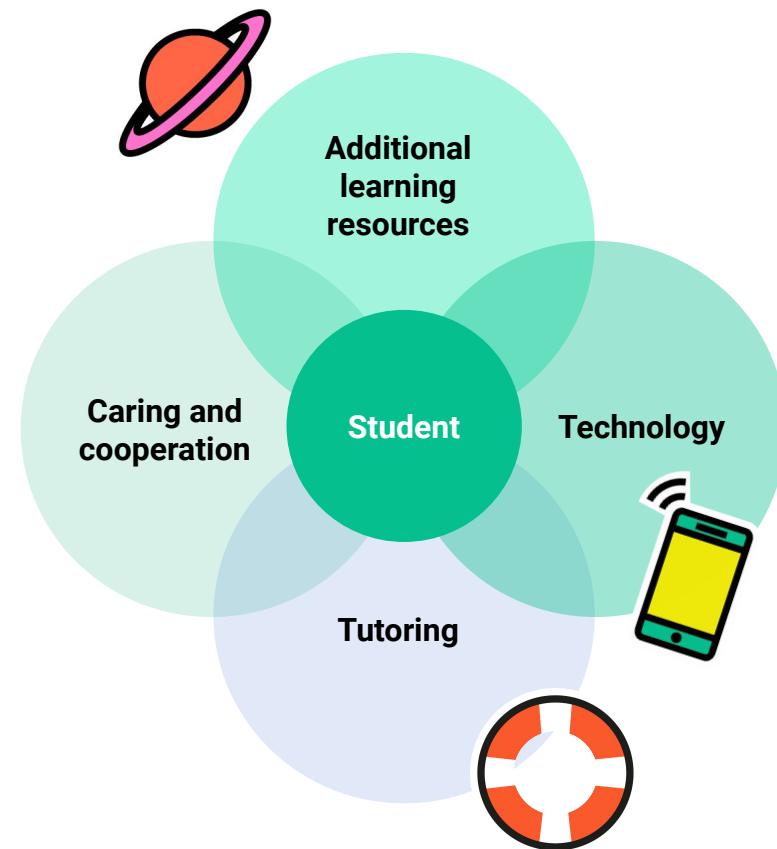 Additional
learning
resources
Caring and
cooperation
Student
Technology
Tutoring